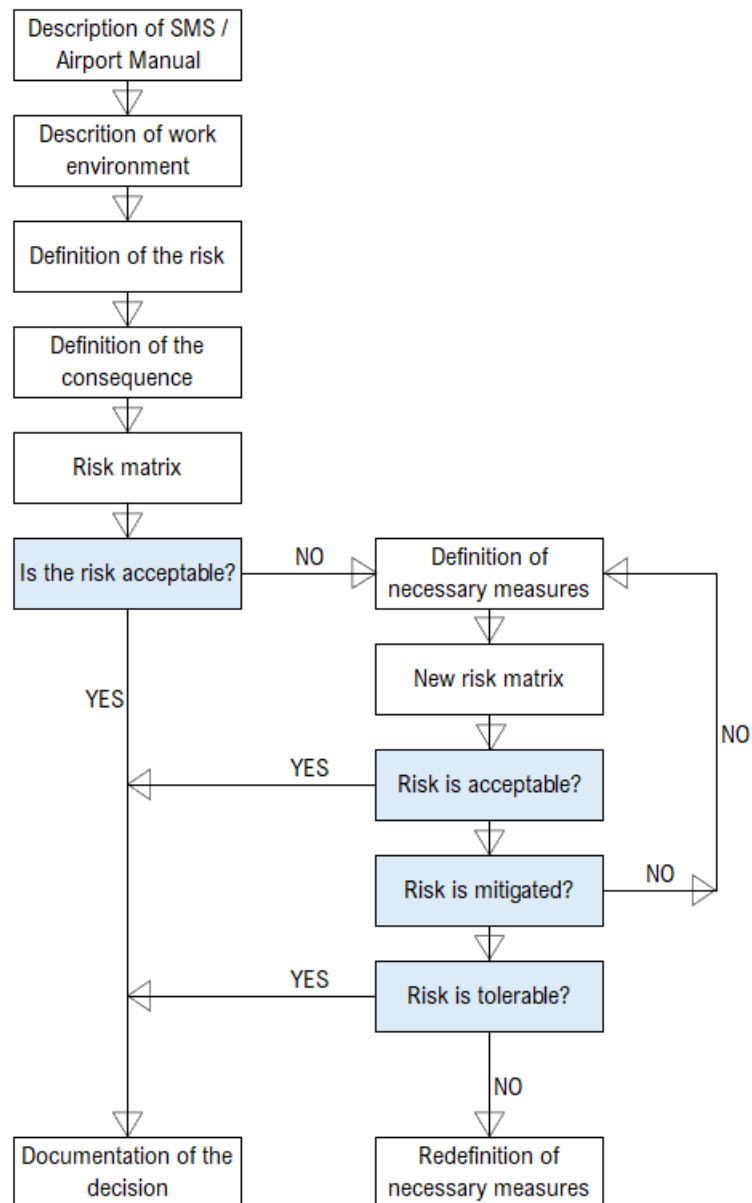 Description of SMS /
Airport Manual
Descrition of work
environment
Definition of the risk
Definition of the
consequence
Risk matrix
Is the risk acceptable?
NO
Definition of
necessary measures
New risk matrix
YES
NO
YES
Risk is acceptable?
Risk is mitigated?
NO
YES
Risk is tolerable?
NO
Documentation of the
decision
Redefinition of
necessary measures